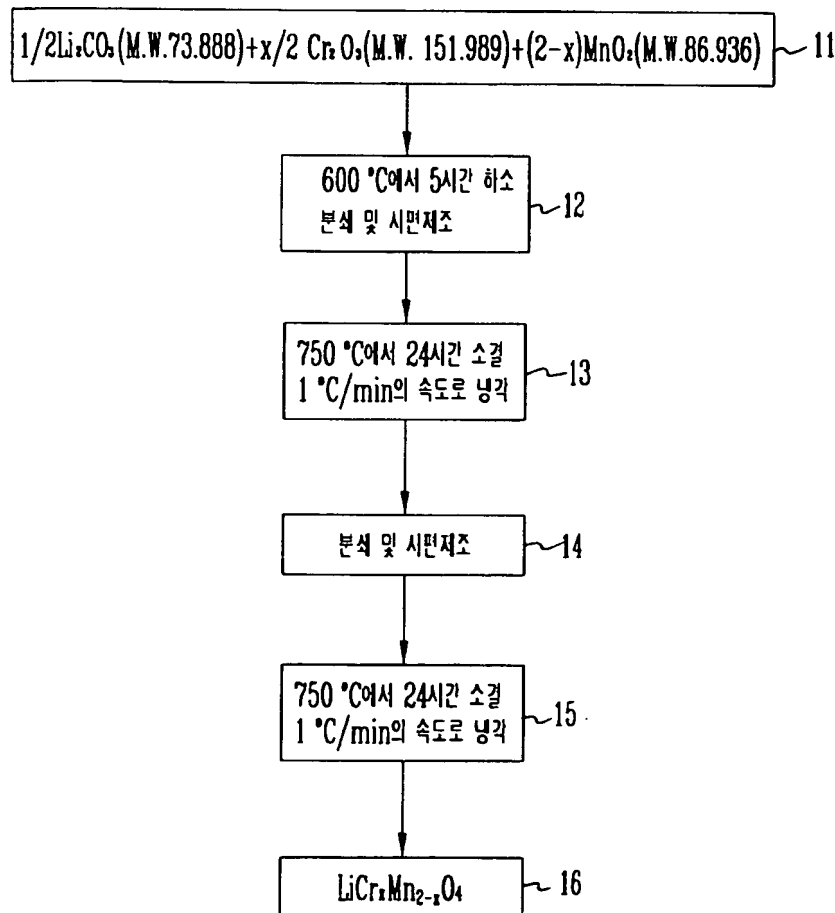 1/2Li₂CO₃(M.W.73.888)+x/2 Cr₂O₃(M.W. 151.989)+(2-x)MnO₂(M.W.86.936)
11
600 °C에서 5시간 하소
분쇄 및 시편제조
12
750 °C에서 24시간 소결
1 °C/min의 속도로 냉각
13
분쇄 및 시편제조
14
750 °C에서 24시간 소결
1 °C/min의 속도로 냉각
15
LiCrₓMn₂₋ₓO₄
16